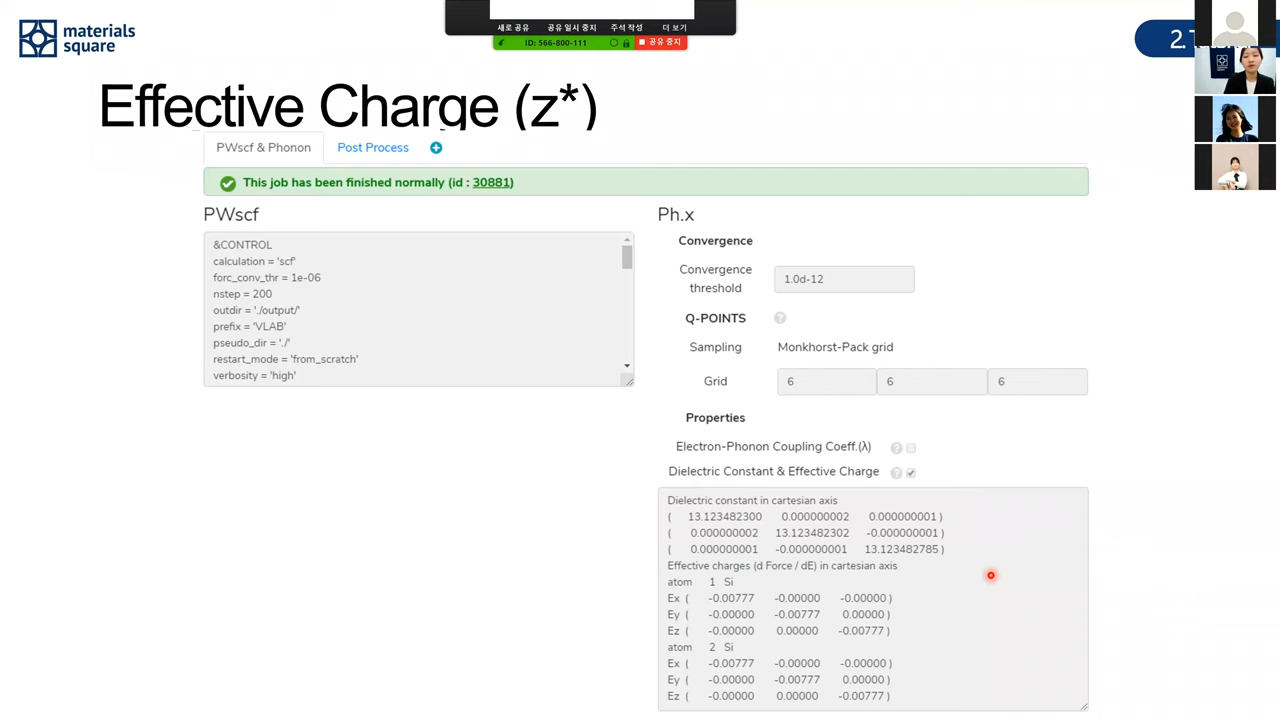 materials
square
새로 공유 공유 일시 중지 주석 작성 더 보기
ID: 566-800-111 공유 중지
2.
Effective Charge (z*)
PWscf & Phonon Post Process
This job has been finished normally (id : 30881)
PWscf
&CONTROL
calculation = 'scf'
forc_conv_thr = 1e-06
nstep = 200
outdir = './output/'
prefix = 'VLAB'
pseudo_dir = './'
restart_mode = 'from_scratch'
verbosity = 'high'
Ph.x
Convergence
Convergence
threshold
1.0d-12
Q-POINTS
Sampling Monkhorst-Pack grid
Grid 6 6 6
Properties
Electron-Phonon Coupling Coeff.(λ)
Dielectric Constant & Effective Charge
Dielectric constant in cartesian axis
( 13.123482300 0.000000002 0.000000001 )
( 0.000000002 13.123482302 -0.000000001 )
( 0.000000001 -0.000000001 13.123482785 )
Effective charges (d Force / dE) in cartesian axis
atom 1 Si
Ex ( -0.00777 -0.00000 -0.00000 )
Ey ( -0.00000 -0.00777 0.00000 )
Ez ( -0.00000 0.00000 -0.00777 )
atom 2 Si
Ex ( -0.00777 -0.00000 -0.00000 )
Ey ( -0.00000 -0.00777 0.00000 )
Ez ( -0.00000 0.00000 -0.00777 )